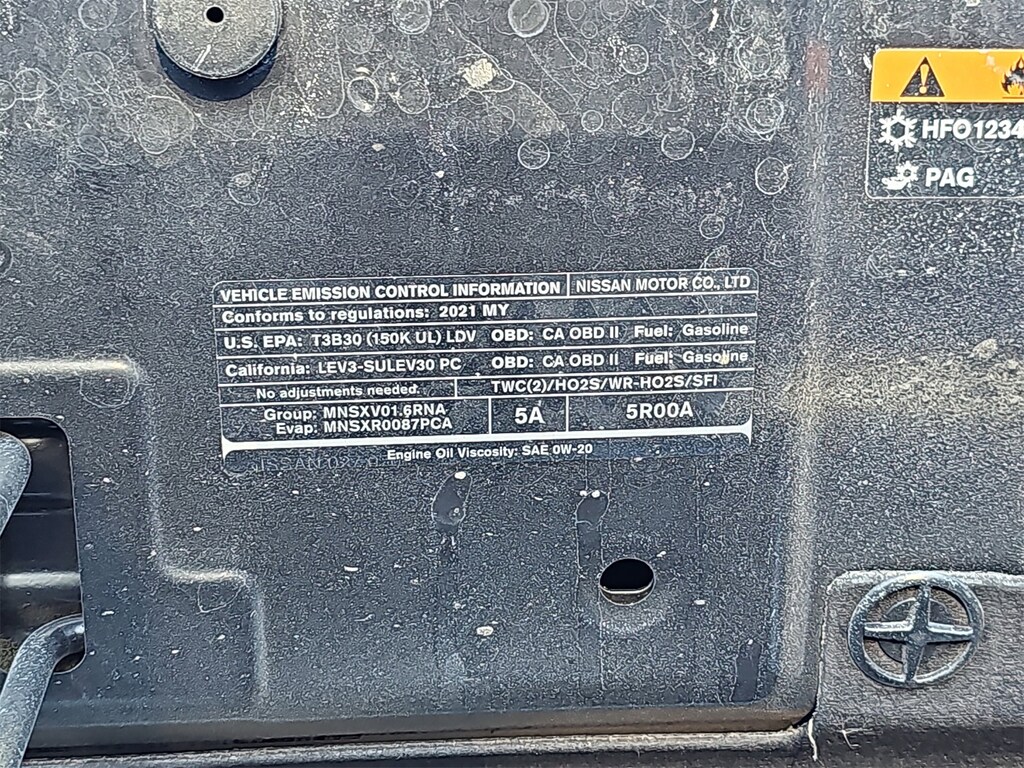 HFO1234
PAG
VEHICLE EMISSION CONTROL INFORMATION NISSAN MOTOR CO., LTD
Conforms to regulations: 2021 MY
U.S. EPA: T3B30 (150K UL) LDV OBD: CA OBD II Fuel: Gasoline
California: LEV3-SULEV30 PC OBD: CA OBD II Fuel: Gasoline
No adjustments needed. TWC(2)/HO2S/WR-HO2S/SFI
Group: MNSXV01.6RNA
Evap: MNSXR0087PCA
5A 5R00A
Engine Oil Viscosity: SAE 0W-20
NISSAN